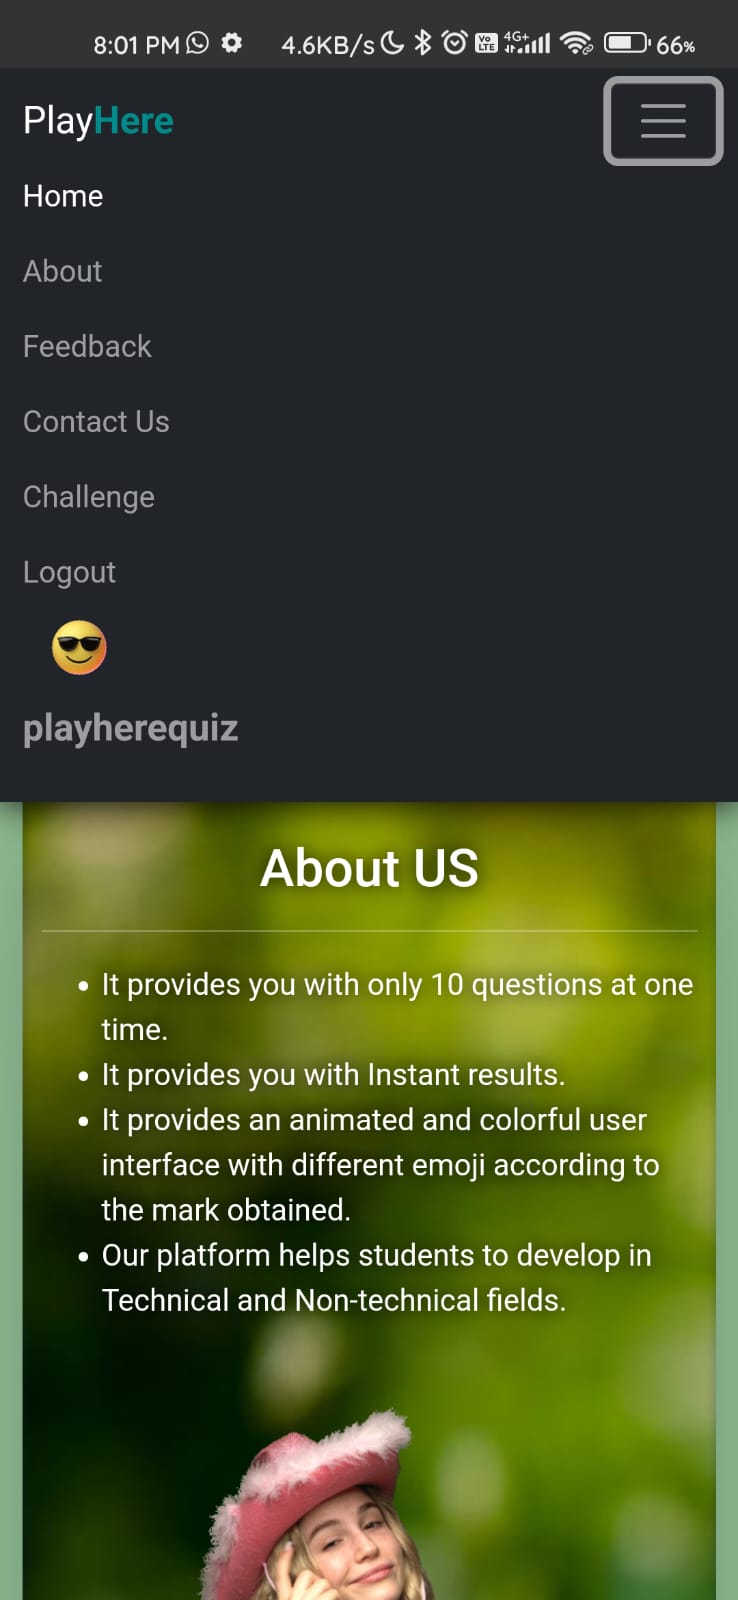 8:01 PM 4.6KB/s Vo LTE 4G+ 66%
PlayHere
Home
About
Feedback
Contact Us
Challenge
Logout
playherequiz
About US
• It provides you with only 10 questions at one
time.
• It provides you with Instant results.
• It provides an animated and colorful user
interface with different emoji according to
the mark obtained.
• Our platform helps students to develop in
Technical and Non-technical fields.